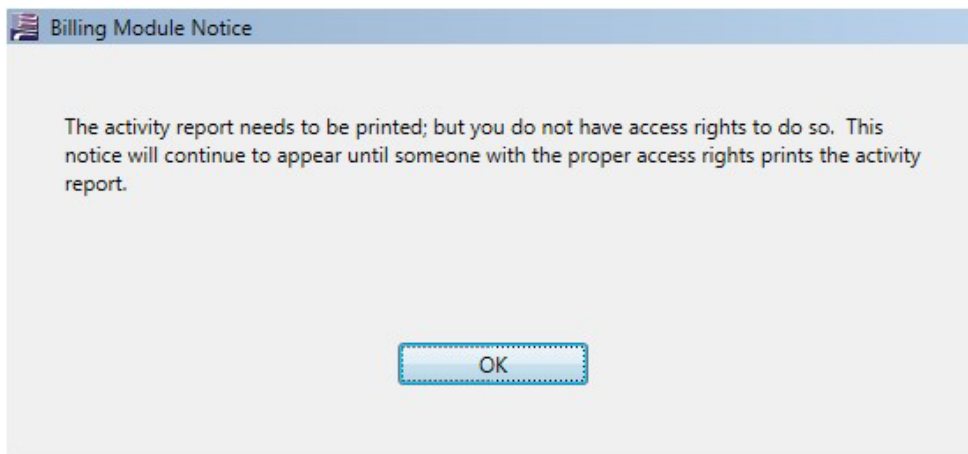 Billing Module Notice
The activity report needs to be printed; but you do not have access rights to do so.  This
notice will continue to appear until someone with the proper access rights prints the activity
report.
OK